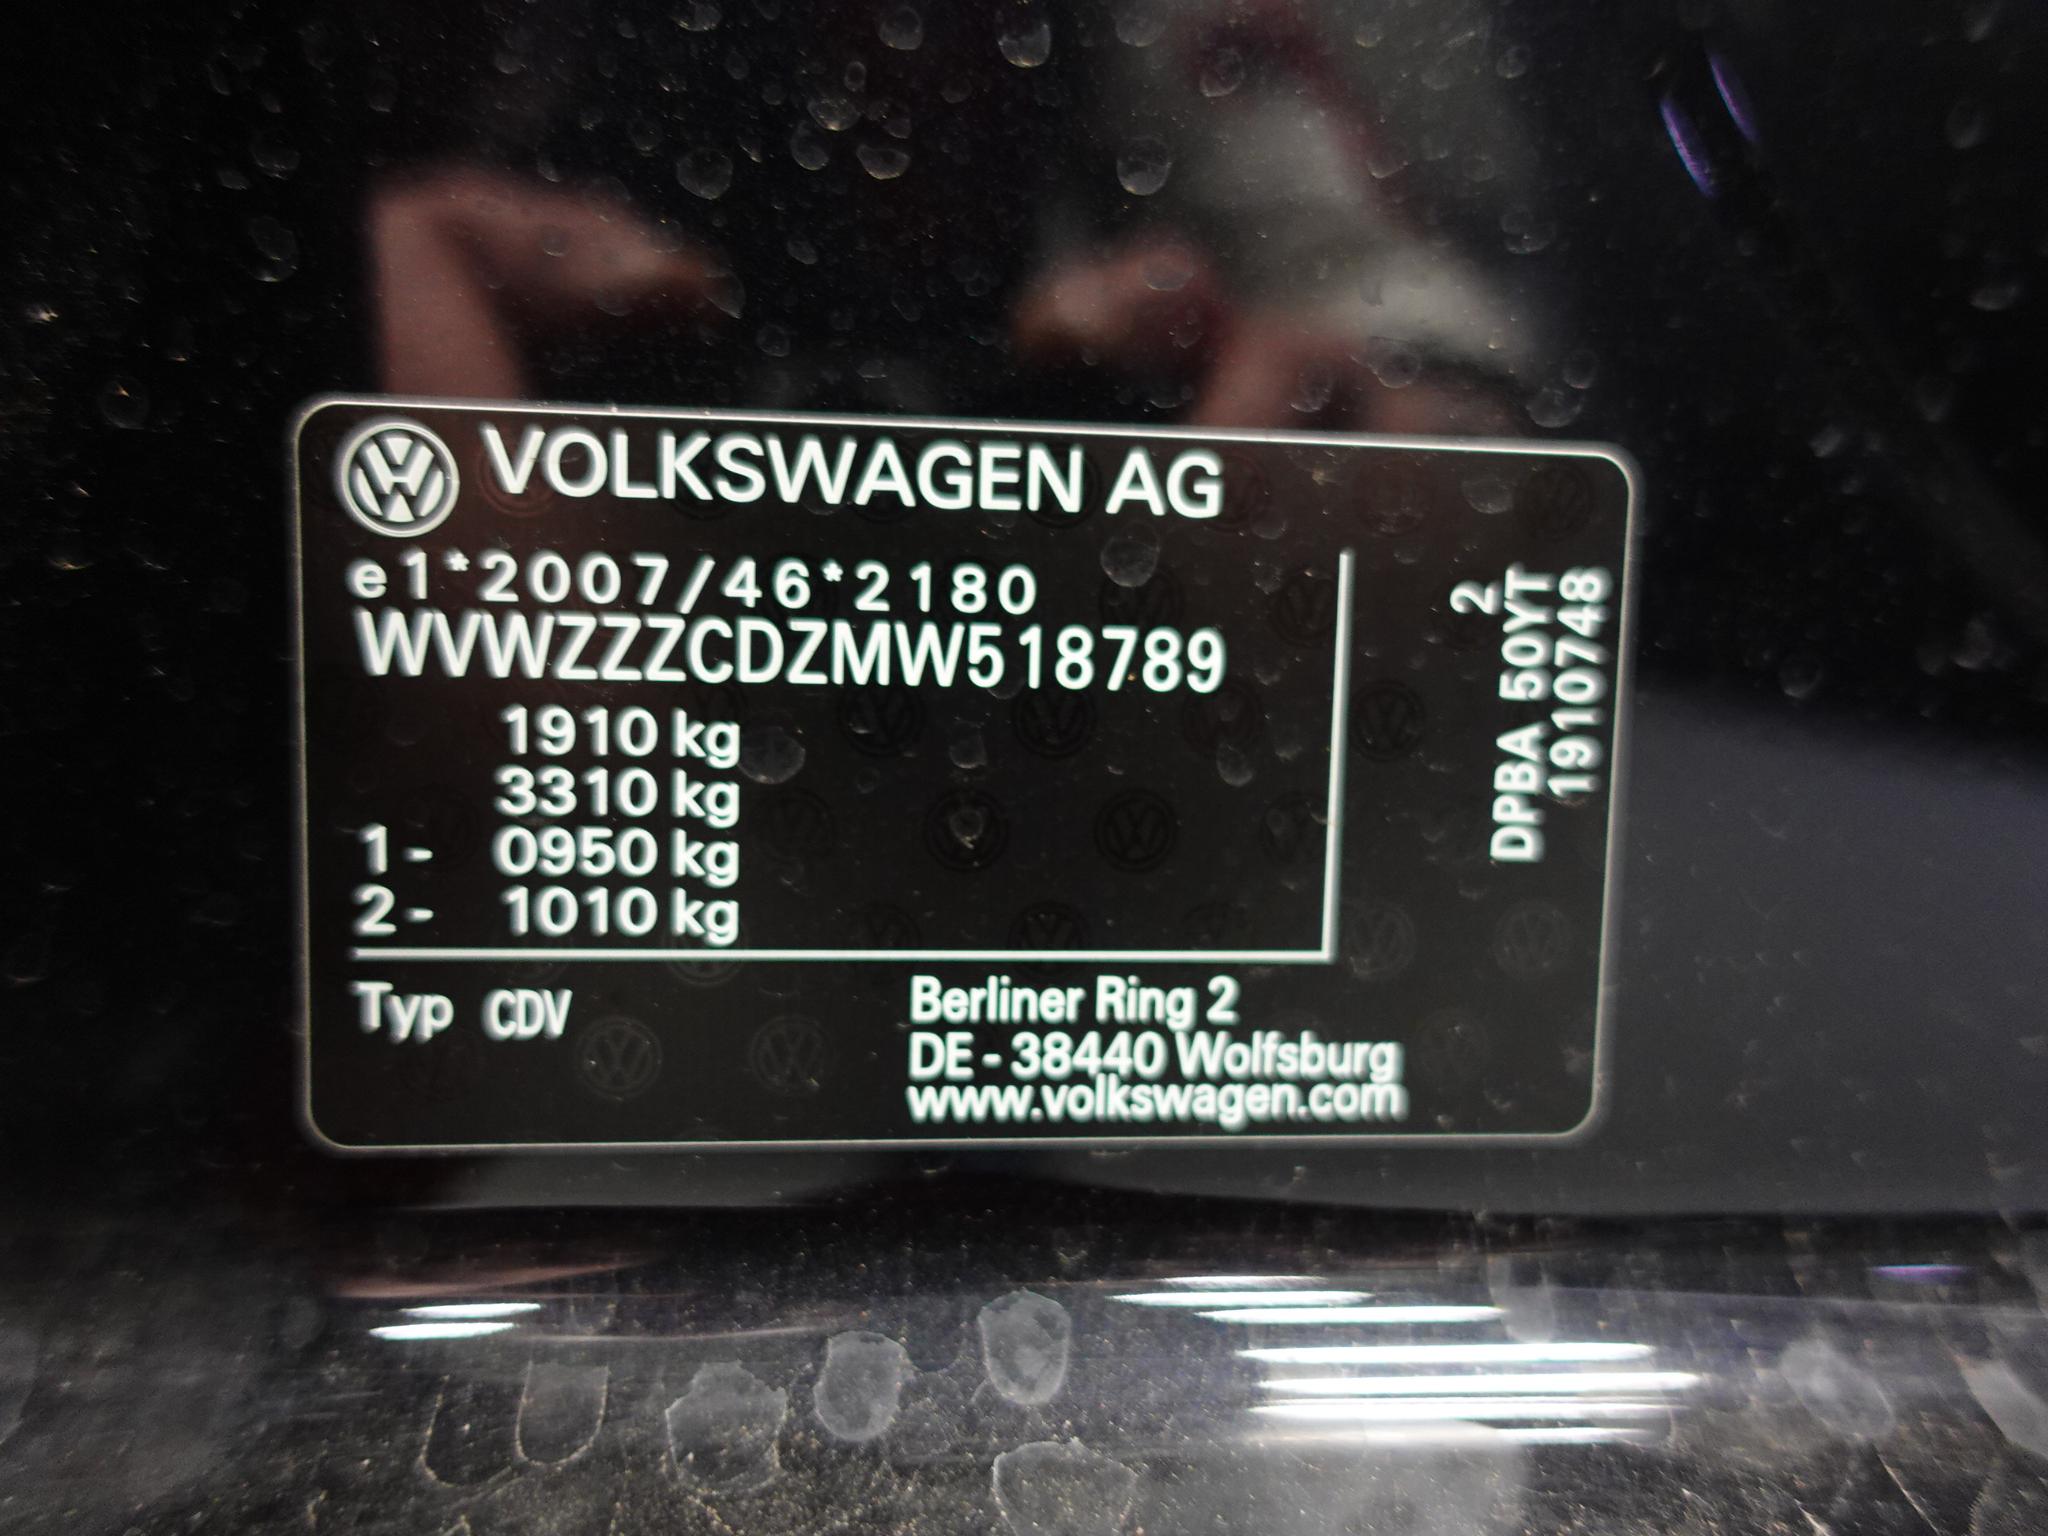 VOLKSWAGEN AG
e1*2007/46*2180
WVWZZZCDZMW518789
1910 kg
3310 kg
1- 0950 kg
2- 1010 kg
Typ CDV
Berliner Ring 2
DE - 38440 Wolfsburg
www.volkswagen.com
2
DPBA 50YT
19107748